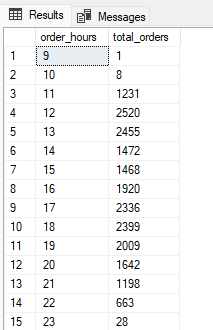 Results Messages
order_hours total_orders
1 9 1
2 10 8
3 11 1231
4 12 2520
5 13 2455
6 14 1472
7 15 1468
8 16 1920
9 17 2336
10 18 2399
11 19 2009
12 20 1642
13 21 1198
14 22 663
15 23 28